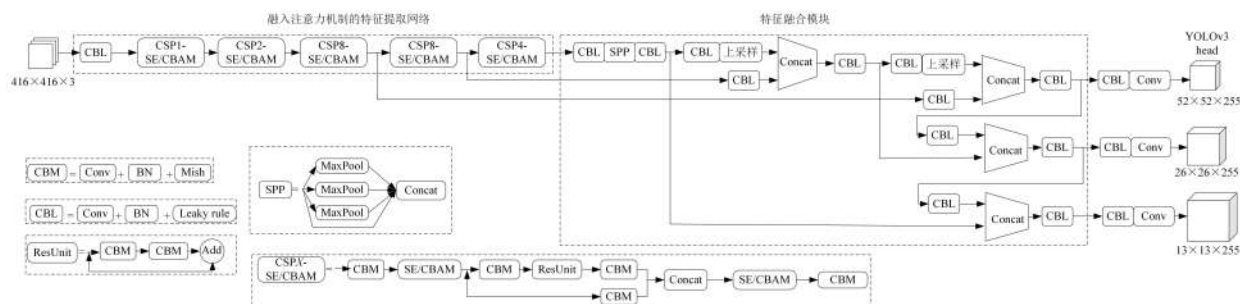 融入注意力机制的特征提取网络
特征融合模块
416×416×3
CBL
CSP1-
SE/CBAM
CSP2-
SE/CBAM
CSP8-
SE/CBAM
CSP8-
SE/CBAM
CSP4-
SE/CBAM
CBL SPP CBL
CBL 上采样
CBL
Concat
CBL
CBL 上采样
CBL
Concat
CBL
CBL Conv
YOLOv3
head
52×52×255
CBL
Concat
CBL
CBL Conv
26×26×255
CBL
Concat
CBL
CBL Conv
13×13×255
CBM = Conv + BN + Mish
CBL = Conv + BN + Leaky rule
ResUnit = CBM CBM Add
SPP =
MaxPool
MaxPool
MaxPool
Concat
CSPX-
SE/CBAM
CBM SE/CBAM CBM ResUnit CBM
CBM
Concat SE/CBAM CBM